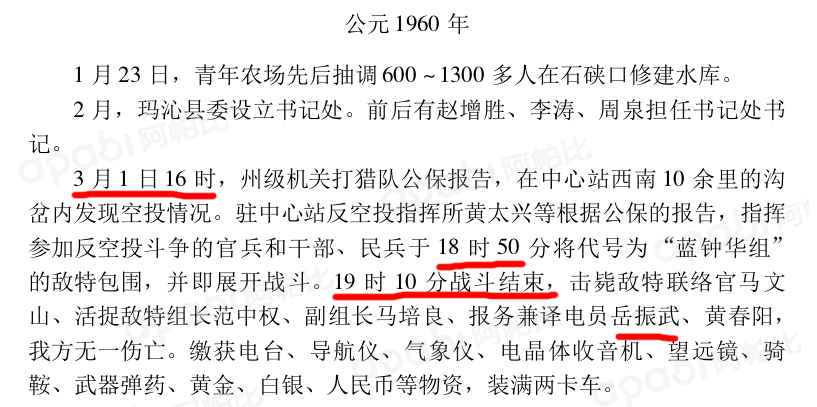 公元 1960 年
1 月 23 日，青年农场先后抽调 600 ~ 1300 多人在石硖口修建水库。
2 月，玛沁县委设立书记处。前后有赵增胜、李涛、周泉担任书记处书
记。
3 月 1 日 16 时，州级机关打猎队公保报告，在中心站西南 10 余里的沟
岔内发现空投情况。驻中心站反空投指挥所黄太兴等根据公保的报告，指挥
参加反空投斗争的官兵和干部、民兵于 18 时 50 分将代号为“蓝钟华组”
的敌特包围，并即展开战斗。19 时 10 分战斗结束，击毙敌特联络官马文
山、活捉敌特组长范中权、副组长马培良、报务兼译电员岳振武、黄春阳，
我方无一伤亡。缴获电台、导航仪、气象仪、电晶体收音机、望远镜、骑
鞍、武器弹药、黄金、白银、人民币等物资，装满两卡车。
apabi 阿帕比
apabi 阿帕比
apabi 阿帕比
apabi 阿帕比